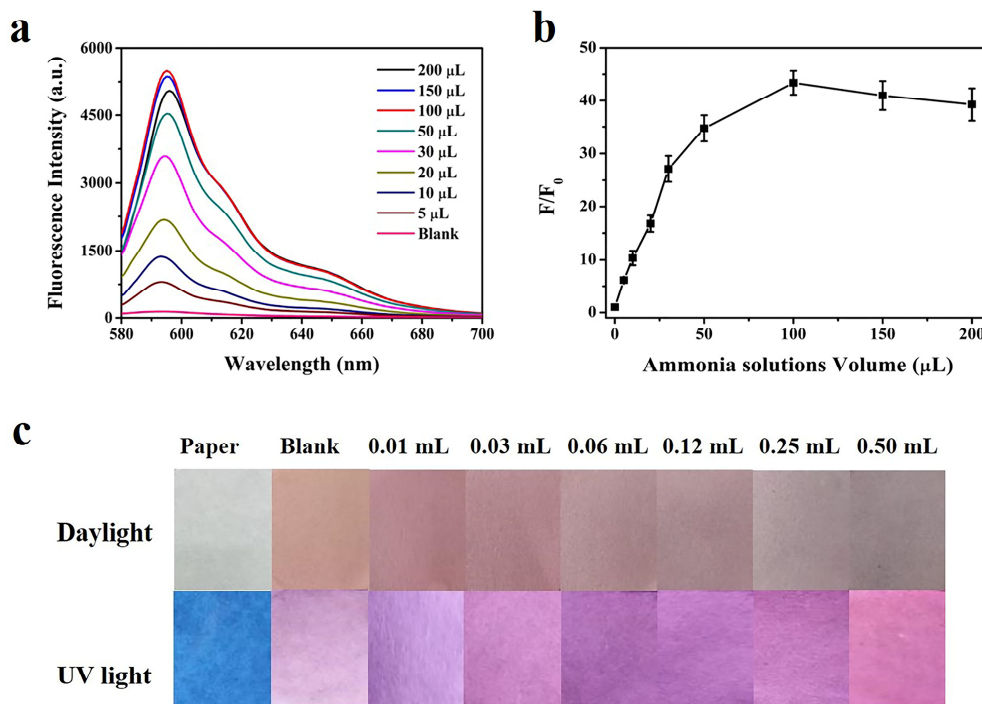 a
6000
4500
3000
1500
0
580
600
620
640
660
680
700
Fluorescence Intensity (a.u.)
Wavelength (nm)
200 μL
150 μL
100 μL
50 μL
30 μL
20 μL
10 μL
5 μL
Blank
b
50
40
30
20
10
0
0
50
100
150
200
F/F0
Ammonia solutions Volume (μL)
c
Paper Blank 0.01 mL 0.03 mL 0.06 mL 0.12 mL 0.25 mL 0.50 mL
Daylight
UV light